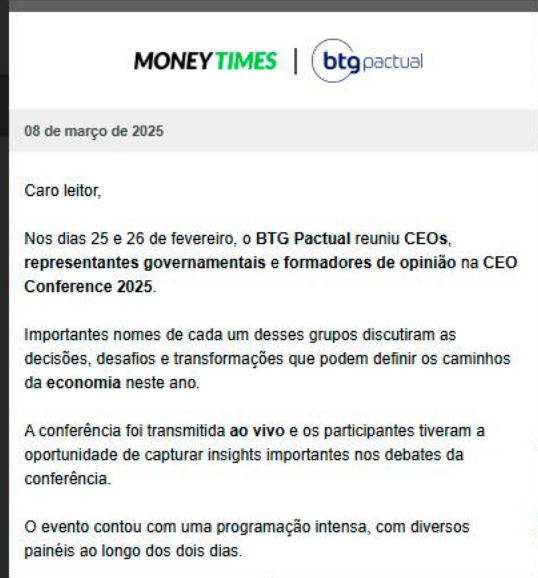 MONEY TIMES | btg pactual
08 de março de 2025
Caro leitor,
Nos dias 25 e 26 de fevereiro, o BTG Pactual reuniu CEOs,
representantes governamentais e formadores de opinião na CEO
Conference 2025.
Importantes nomes de cada um desses grupos discutiram as
decisões, desafios e transformações que podem definir os caminhos
da economia neste ano.
A conferência foi transmitida ao vivo e os participantes tiveram a
oportunidade de capturar insights importantes nos debates da
conferência.
O evento contou com uma programação intensa, com diversos
painéis ao longo dos dois dias.